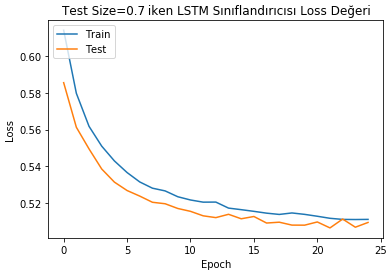 Test Size=0.7 iken LSTM Sınıflandırıcısı Loss Değeri
Train
Test
Loss
0.60
0.58
0.56
0.54
0.52
0 5 10 15 20 25
Epoch